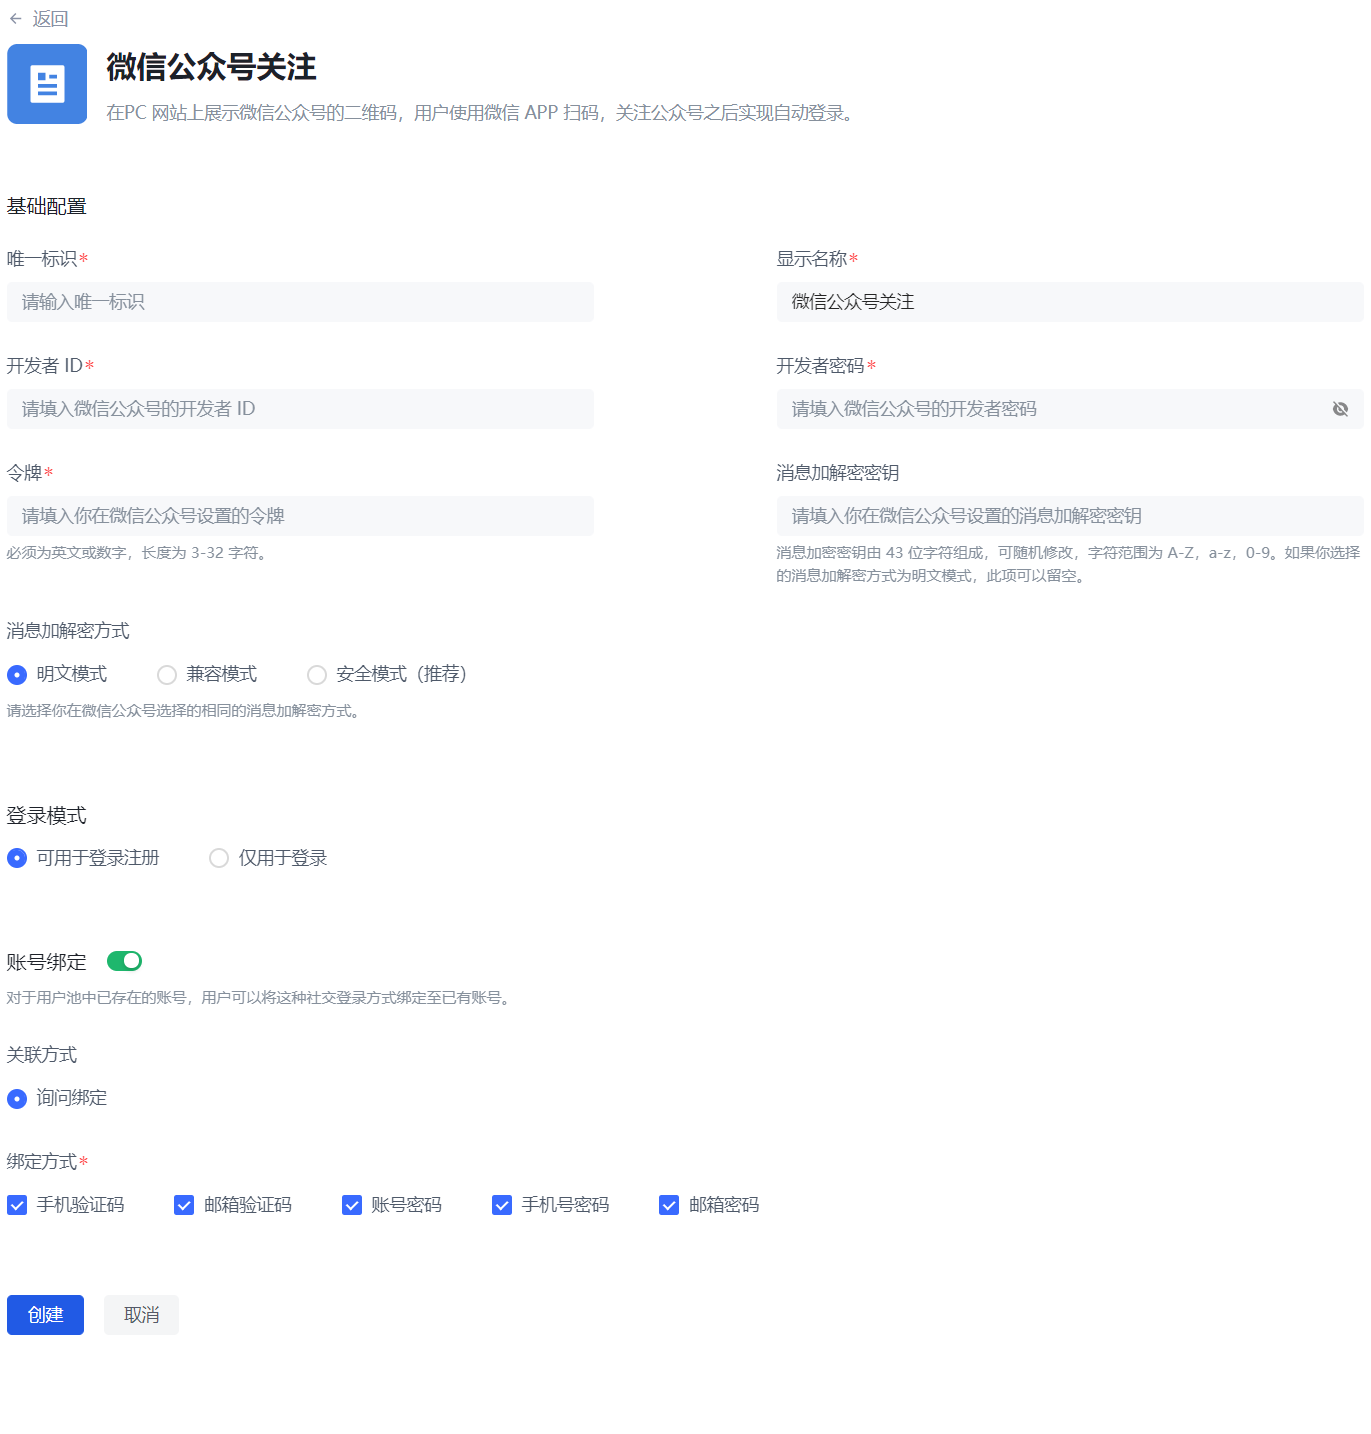 返回
微信公众号关注
在PC 网站上展示微信公众号的二维码，用户使用微信 APP 扫码，关注公众号之后实现自动登录。
基础配置
唯一标识*
显示名称*
请输入唯一标识
微信公众号关注
开发者 ID*
开发者密码*
请填入微信公众号的开发者 ID
请填入微信公众号的开发者密码
令牌*
消息加解密密钥
请填入你在微信公众号设置的令牌
请填入你在微信公众号设置的消息加解密密钥
必须为英文或数字，长度为 3-32 字符。
消息加密密钥由 43 位字符组成，可随机修改，字符范围为 A-Z，a-z，0-9。如果你选择
的消息加解密方式为明文模式，此项可以留空。
消息加解密方式
明文模式 兼容模式 安全模式（推荐）
请选择你在微信公众号选择的相同的消息加解密方式。
登录模式
可用于登录注册 仅用于登录
账号绑定
对于用户池中已存在的账号，用户可以将这种社交登录方式绑定至已有账号。
关联方式
询问绑定
绑定方式*
手机验证码 邮箱验证码 账号密码 手机号密码 邮箱密码
创建 取消